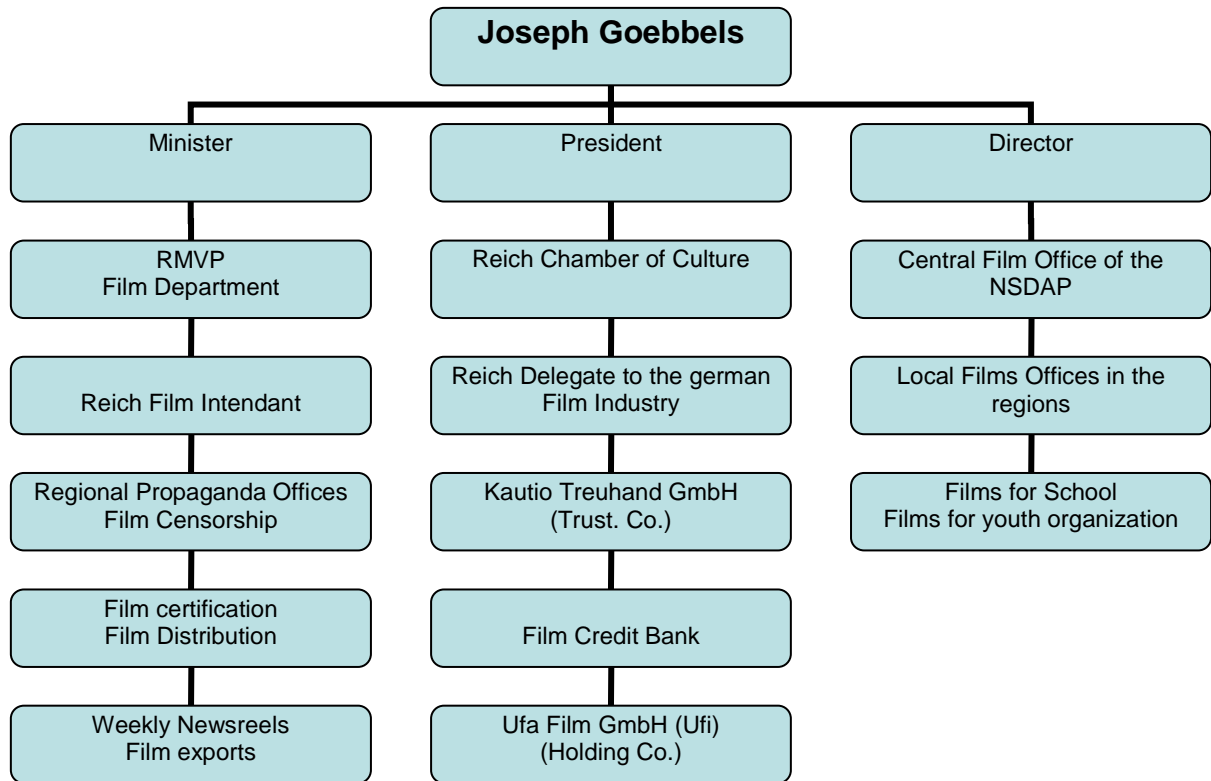 Joseph Goebbels
Minister
President
Director
RMVP
Film Department
Reich Chamber of Culture
Central Film Office of the
NSDAP
Reich Film Intendant
Reich Delegate to the german
Film Industry
Local Films Offices in the
regions
Regional Propaganda Offices
Film Censorship
Kautio Treuhand GmbH
(Trust. Co.)
Films for School
Films for youth organization
Film certification
Film Distribution
Film Credit Bank
Weekly Newsreels
Film exports
Ufa Film GmbH (Ufi)
(Holding Co.)